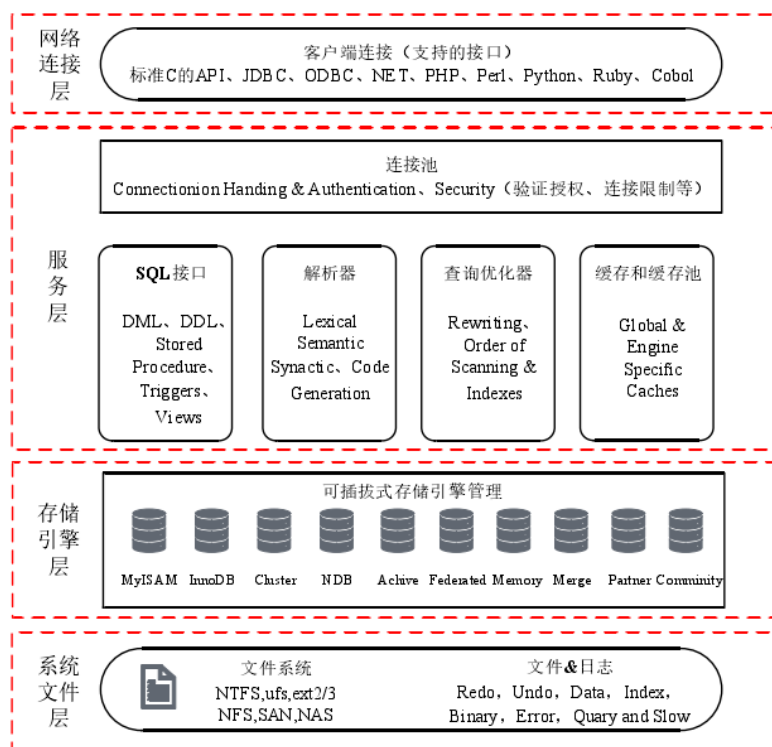 网络
连接
层
客户端连接（支持的接口）
标准C的API、JDBC、ODBC、NET、PHP、Perl、Python、Ruby、Cobol
服
务
层
连接池
Connectionion Handing & Authentication、Security（验证授权、连接限制等）
SQL接口
DML、DDL、
Stored
Procedure、
Triggers、
Views
解析器
Lexical
Semantic
Synactic、Code
Generation
查询优化器
Rewriting、
Order of
Scanning &
Indexes
缓存和缓存池
Global &
Engine
Specific
Caches
存储
引擎
层
可插拔式存储引擎管理
MyISAM InnoDB Cluster NDB Achive Federated Memory Merge Partner Comminity
系统
文件
层
文件系统
NTFS,ufs,ext2/3
NFS,SAN,NAS
文件&日志
Redo，Undo，Data，Index，
Binary，Error，Quary and Slow